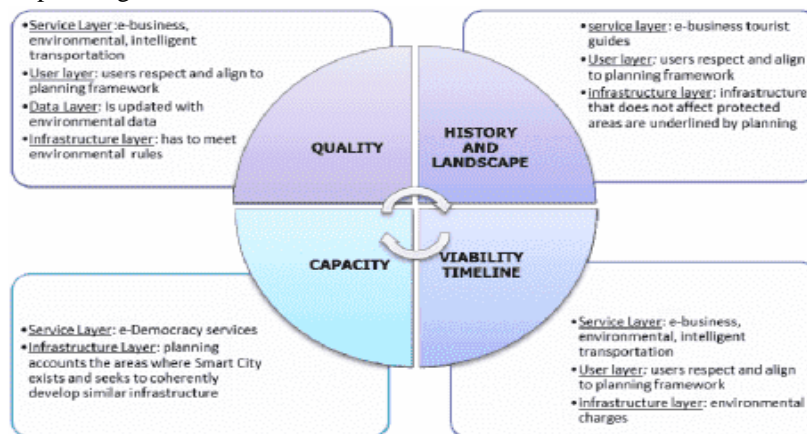 •Service Layer:e-business,
environmental, intelligent
transportation
•User layer: users respect and align to
planning framework
•Data Layer: is updated with
environmental data
•Infrastructure layer: has to meet
environmental rules
•service layer: e-business tourist
guides
•User layer: users respect and align
to planning framework
•infrastructure layer: infrastructure
that does not affect protected
areas are underlined by planning
QUALITY
HISTORY
AND
LANDSCAPE
CAPACITY
VIABILITY
TIMELINE
•Service Layer: e-Democracy services
•Infrastructure Layer: planning
accounts the areas where Smart City
exists and seeks to coherently
develop similar infrastructure
•Service Layer: e-business,
environmental, intelligent
transportation
•User layer: users respect and align
to planning framework
•Infrastructure layer: environmental
charges